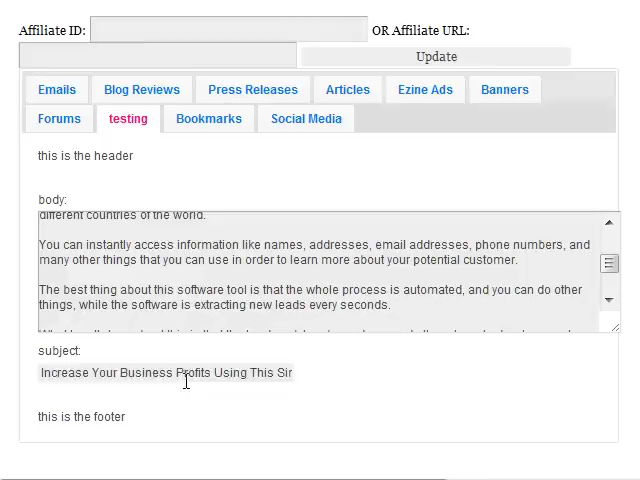 Affiliate ID: OR Affiliate URL:
Update
Emails Blog Reviews Press Releases Articles Ezine Ads Banners
Forums testing Bookmarks Social Media
this is the header
body:
different countries of the world.
You can instantly access information like names, addresses, email addresses, phone numbers, and
many other things that you can use in order to learn more about your potential customer.
The best thing about this software tool is that the whole process is automated, and you can do other
things, while the software is extracting new leads every seconds.
subject:
Increase Your Business Profits Using This Sir
this is the footer